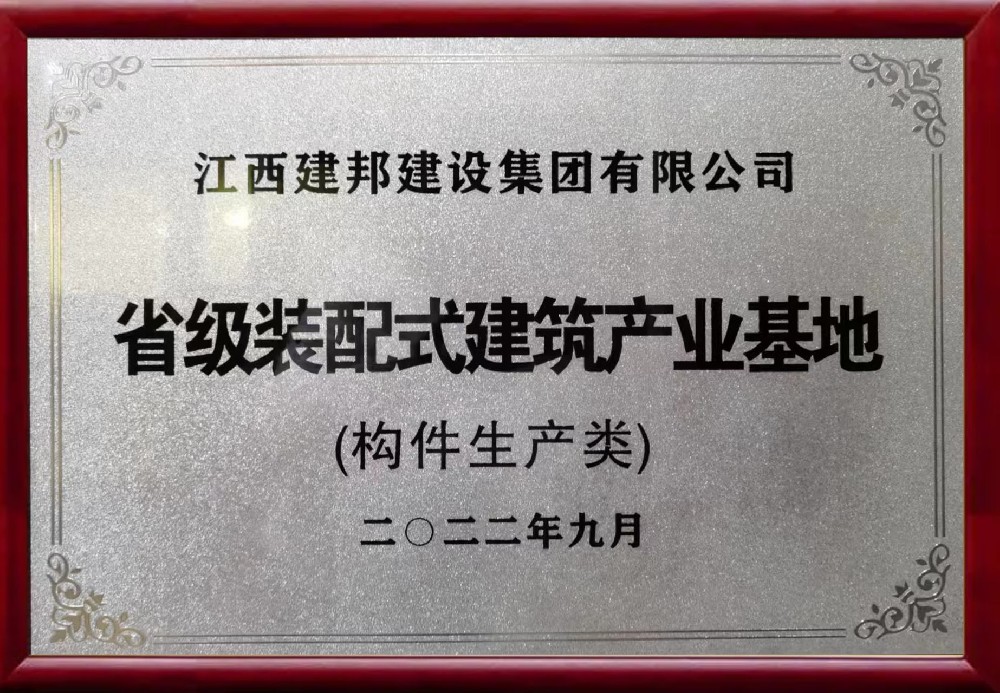 江西建邦建设集团有限公司
省级装配式建筑产业基地
(构件生产类)
二〇二二年九月